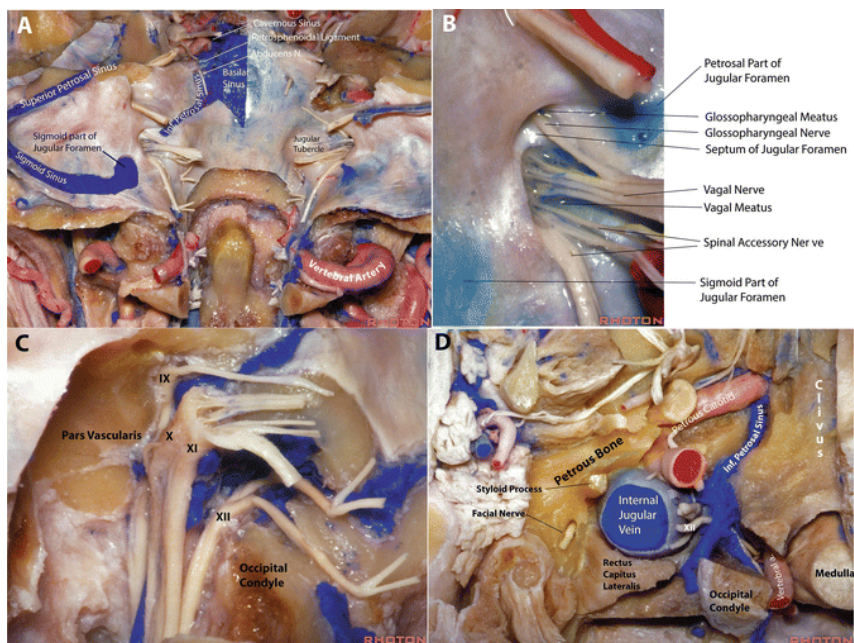 A
Cavernous Sinus
Petrosphenoidal Ligament
Abducens N.
Superior Petrosal Sinus
Basilar
Sinus
Inf. Petrosal Sinus
Sigmoid part of
Jugular Foramen
Jugular
Tubercle
Sigmoid Sinus
Vertebral Artery
RHOTON
B
Petrosal Part of
Jugular Foramen
Glossopharyngeal Meatus
Glossopharyngeal Nerve
Septum of Jugular Foramen
Vagal Nerve
Vagal Meatus
Spinal Accessory Ner ve
Sigmoid Part of
Jugular Foramen
RHOTON
C
IX
Pars Vascularis
X
XI
XII
Occipital
Condyle
RHOTON
D
Clivus
Petrous Carotid
Inf. Petrosal Sinus
Petrous Bone
Styloid Process
Facial Nerve
Internal
Jugular
Vein
XII
Rectus
Capitus
Lateralis
Occipital
Condyle
Vertebral a.
Medulla
RHOTON